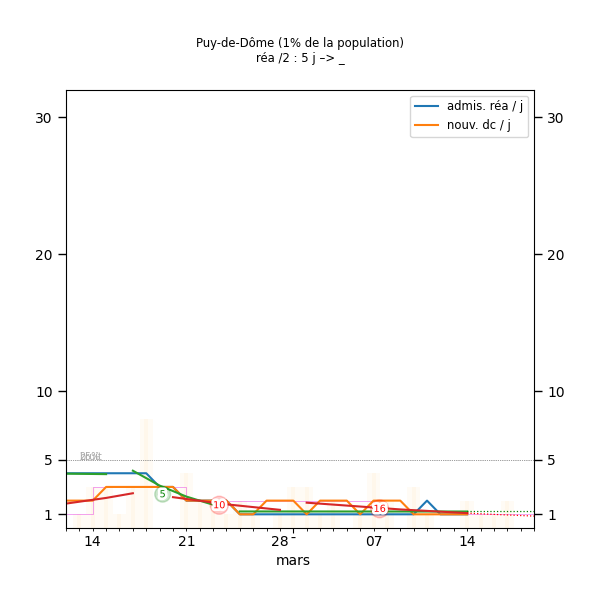 Puy-de-Dôme (1% de la population)
réa /2 : 5 j –> _
admis. réa / j
nouv. dc / j
30 30
20 20
10 10
5 5
1 1
5
10
16
14 21 28 07 14
mars